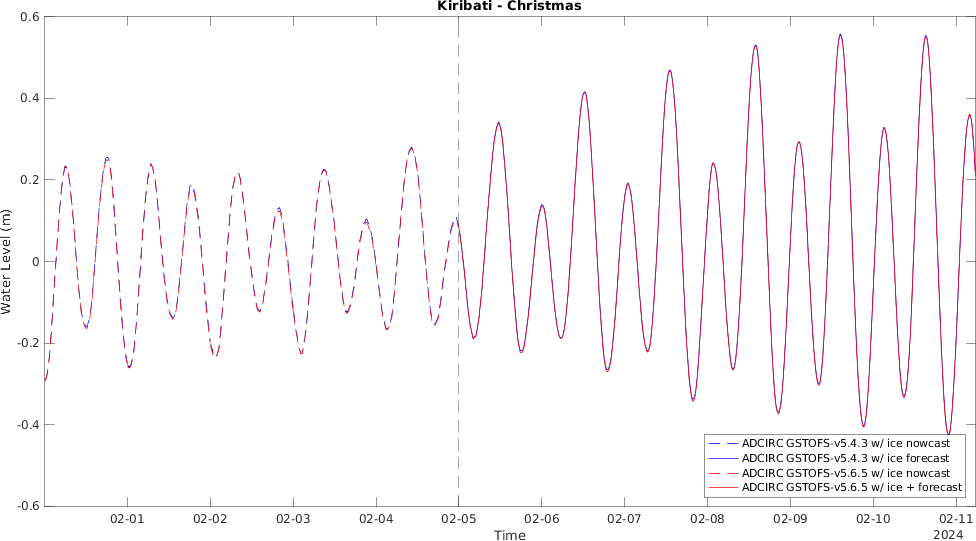 Kiribati - Christmas
0.6
0.4
0.2
0
-0.2
-0.4
-0.6
Water Level (m)
ADCIRC GSTOFS-v5.4.3 w/ ice nowcast
ADCIRC GSTOFS-v5.4.3 w/ ice forecast
ADCIRC GSTOFS-v5.6.5 w/ ice nowcast
ADCIRC GSTOFS-v5.6.5 w/ ice + forecast
02-01 02-02 02-03 02-04 02-05 02-06 02-07 02-08 02-09 02-10 02-11
Time
2024